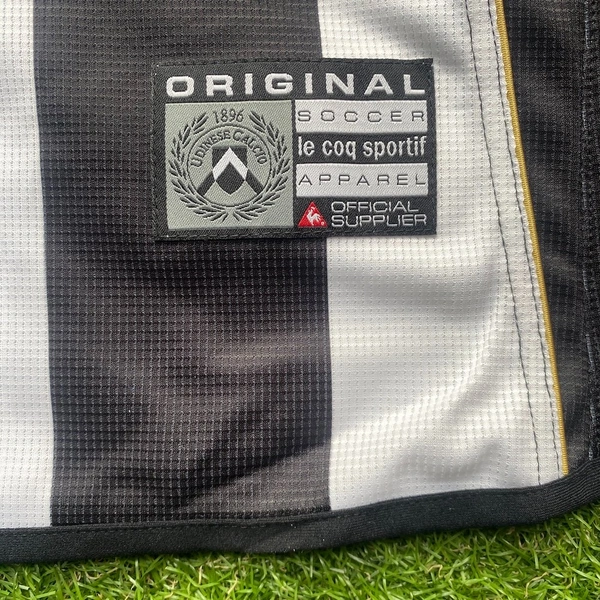 ORIGINAL
1896
UDINESE CALCIO
SOCCER
le coq sportif
APPAREL
OFFICIAL
SUPPLIER